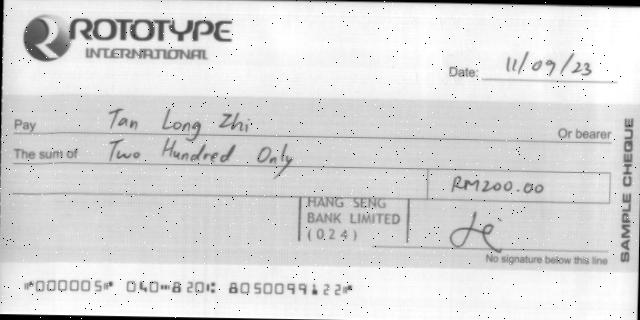 ROTOTYPE
INTERNATIONAL
Date: 11/09/23
Pay Tan Long Zhi Or bearer
The sum of Two Hundred Only
RM200.00
HANG SENG
BANK LIMITED
(024)
No signature below this line
SAMPLE CHEQUE
"000005" 040-820: 8050099122"